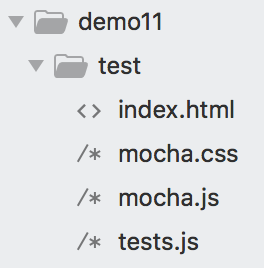 demo11
test
<> index.html
/* mocha.css
/* mocha.js
/* tests.js